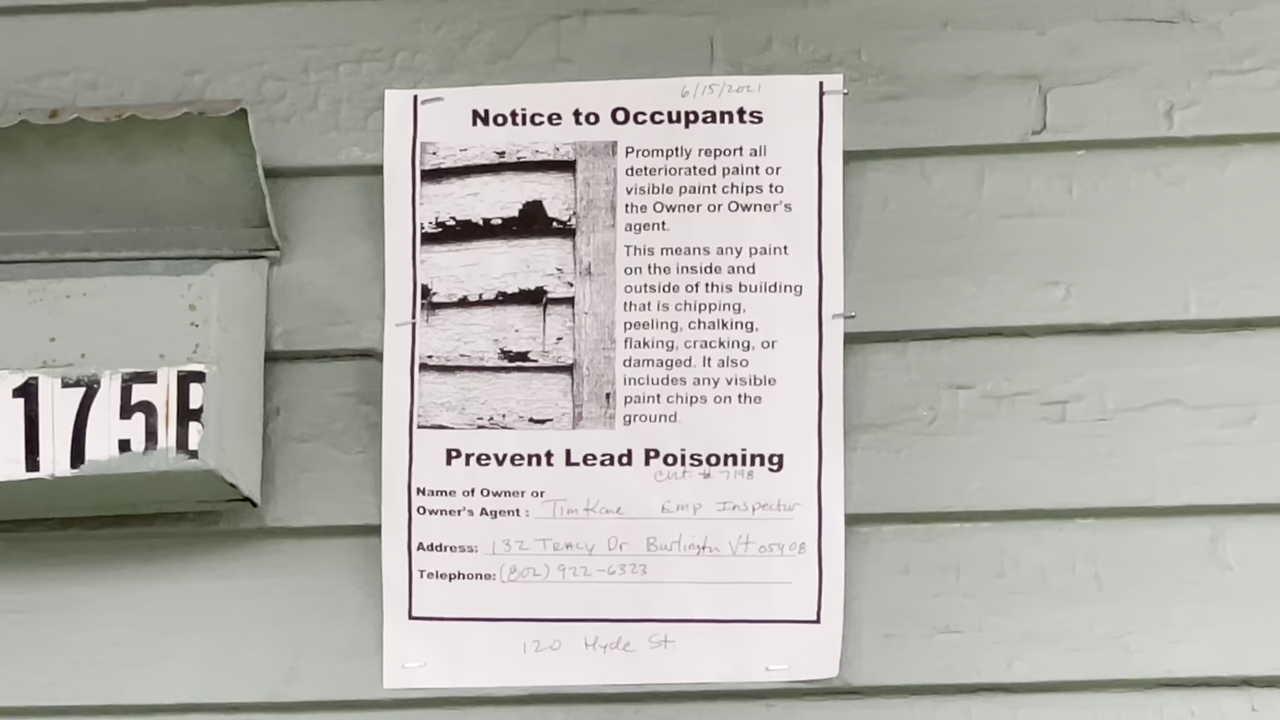 6/15/2021
Notice to Occupants
Promptly report all
deteriorated paint or
visible paint chips to
the Owner or Owner's
agent.
This means any paint
on the inside and
outside of this building
that is chipping,
peeling, chalking,
flaking, cracking, or
damaged. It also
includes any visible
paint chips on the
ground.
175B
Prevent Lead Poisoning
Cert. # 7198
Name of Owner or
Owner's Agent : Tim Kane EMP Inspector
Address: 132 Tracy Dr Burlington Vt 05408
Telephone: (802) 922-6323
120 Hyde St